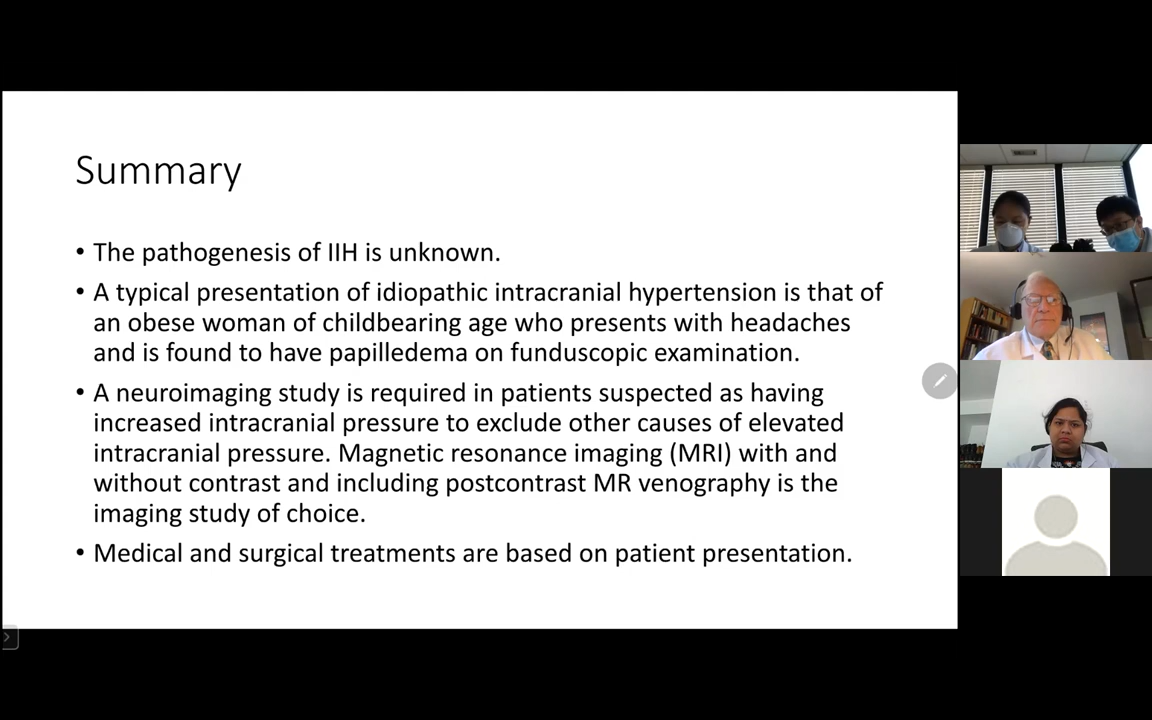 Summary
• The pathogenesis of IIH is unknown.
• A typical presentation of idiopathic intracranial hypertension is that of
an obese woman of childbearing age who presents with headaches
and is found to have papilledema on funduscopic examination.
• A neuroimaging study is required in patients suspected as having
increased intracranial pressure to exclude other causes of elevated
intracranial pressure. Magnetic resonance imaging (MRI) with and
without contrast and including postcontrast MR venography is the
imaging study of choice.
• Medical and surgical treatments are based on patient presentation.